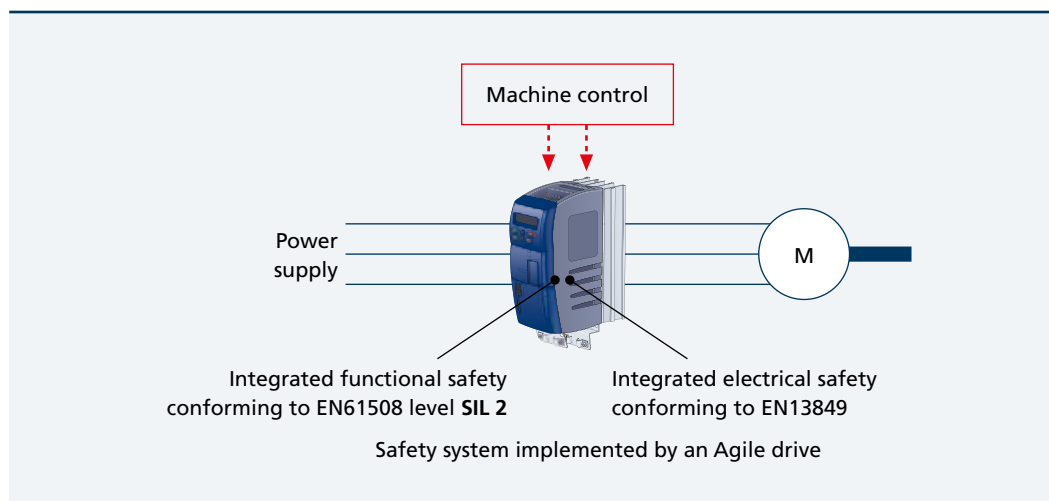 Machine control
Power
supply
M
Integrated functional safety
conforming to EN61508 level SIL 2
Integrated electrical safety
conforming to EN13849
Safety system implemented by an Agile drive